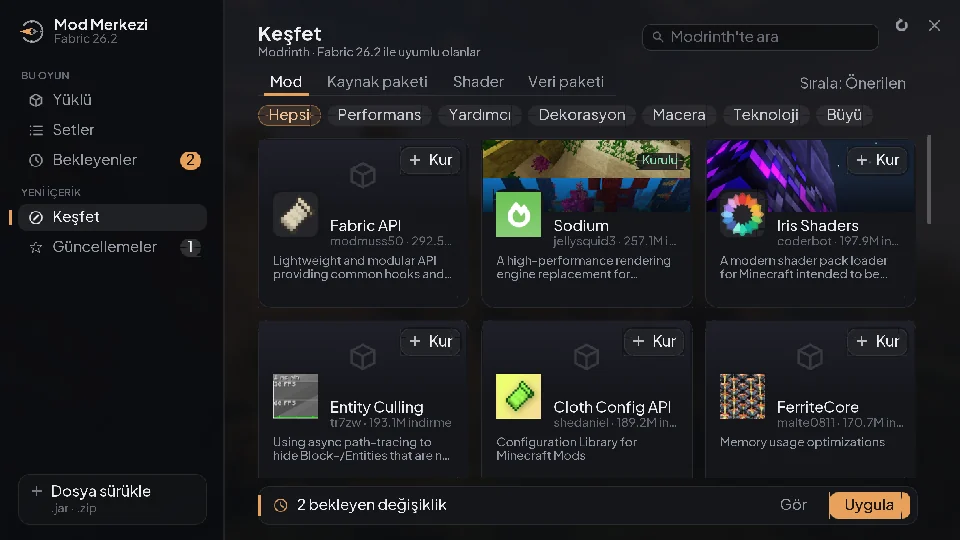 Mod Merkezi
Fabric 26.2
BU OYUN
Yüklü
Setler
Bekleyenler 2
YENİ İÇERİK
Keşfet
Güncellemeler 1
+ Dosya sürükle
.jar · .zip
Keşfet
Modrinth · Fabric 26.2 ile uyumlu olanlar
Modrinth'te ara
Mod Kaynak paketi Shader Veri paketi
Sırala: Önerilen
Hepsi Performans Yardımcı Dekorasyon Macera Teknoloji Büyü
+ Kur
Fabric API
modmuss50 · 292.5...
Lightweight and modular API
providing common hooks and...
Kurulu
Sodium
jellysquid3 · 257.1M i...
A high-performance rendering
engine replacement for...
+ Kur
Iris Shaders
coderbot · 197.9M in...
A modern shader pack loader
for Minecraft intended to be...
+ Kur
Entity Culling
tr7zw · 193.1M indirme
Using async path-tracing to
hide Block-/Entities that are n...
+ Kur
Cloth Config API
shedaniel · 189.2M in...
Configuration Library for
Minecraft Mods
+ Kur
FerriteCore
malte0811 · 170.7M in...
Memory usage optimizations
2 bekleyen değişiklik
Gör
Uygula